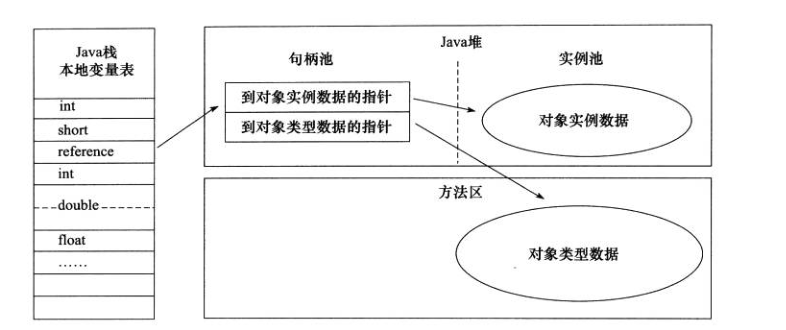 Java栈
本地变量表
int
short
reference
int
double
float
……
Java堆
句柄池
实例池
到对象实例数据的指针
到对象类型数据的指针
对象实例数据
方法区
对象类型数据